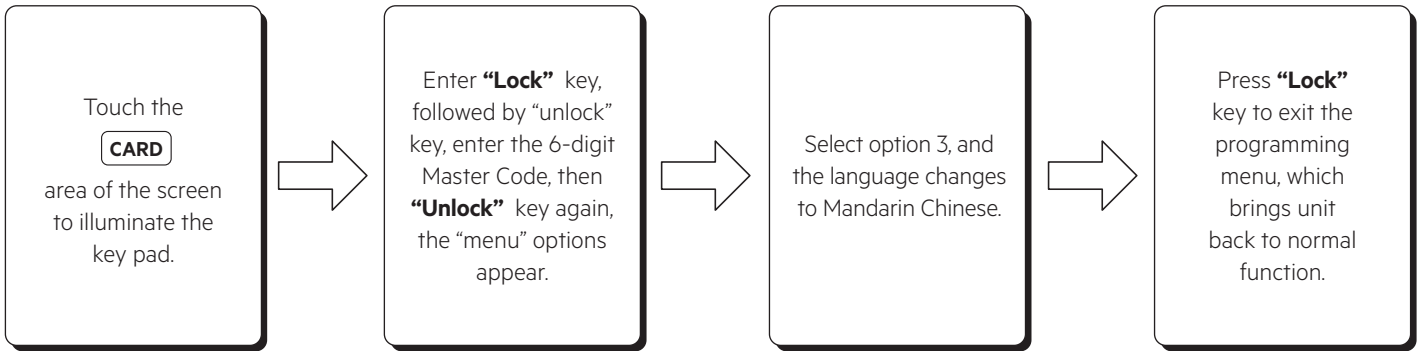 Touch the
CARD
area of the screen
to illuminate the
key pad.
Enter “Lock” key,
followed by “unlock”
key, enter the 6-digit
Master Code, then
“Unlock” key again,
the “menu” options
appear.
Select option 3, and
the language changes
to Mandarin Chinese.
Press “Lock”
key to exit the
programming
menu, which
brings unit
back to normal
function.